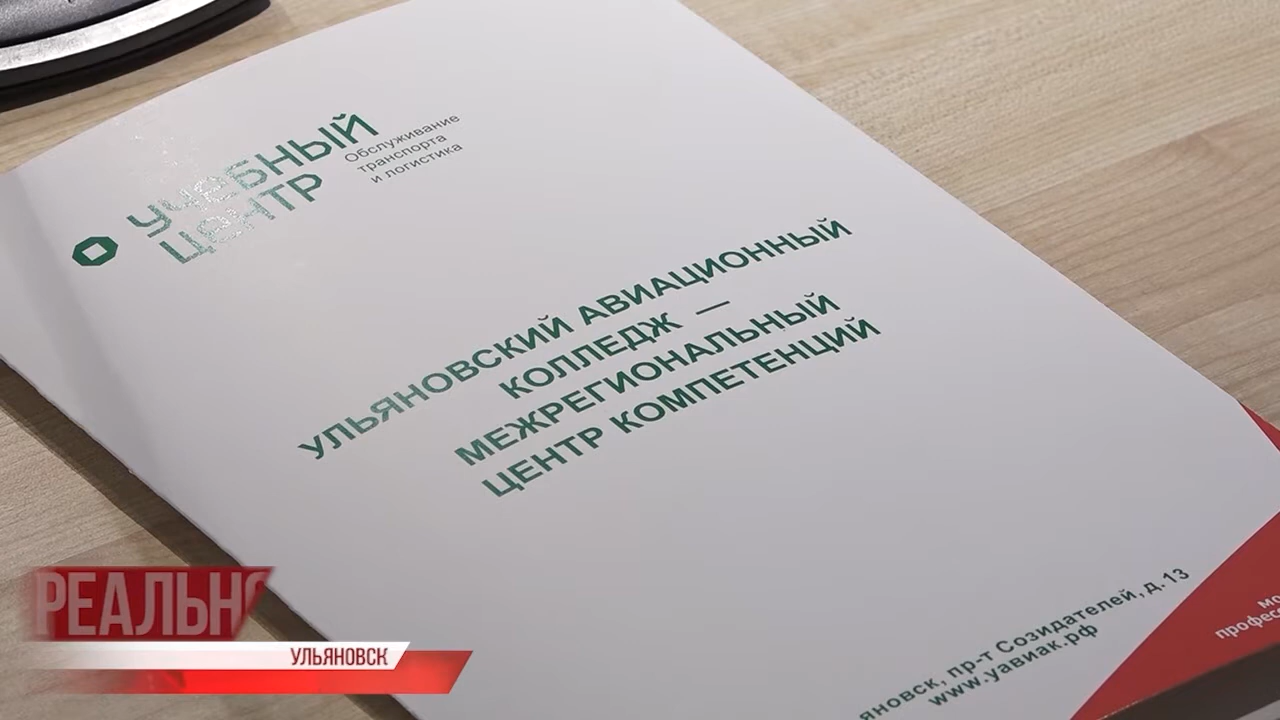 УЧЕБНЫЙ
ЦЕНТР
Обслуживание
транспорта
и логистика
УЛЬЯНОВСКИЙ АВИАЦИОННЫЙ
КОЛЛЕДЖ —
МЕЖРЕГИОНАЛЬНЫЙ
ЦЕНТР КОМПЕТЕНЦИЙ
пр-т Созидателей, д. 13
www.уавиак.рф
РЕАЛЬНО
УЛЬЯНОВСК